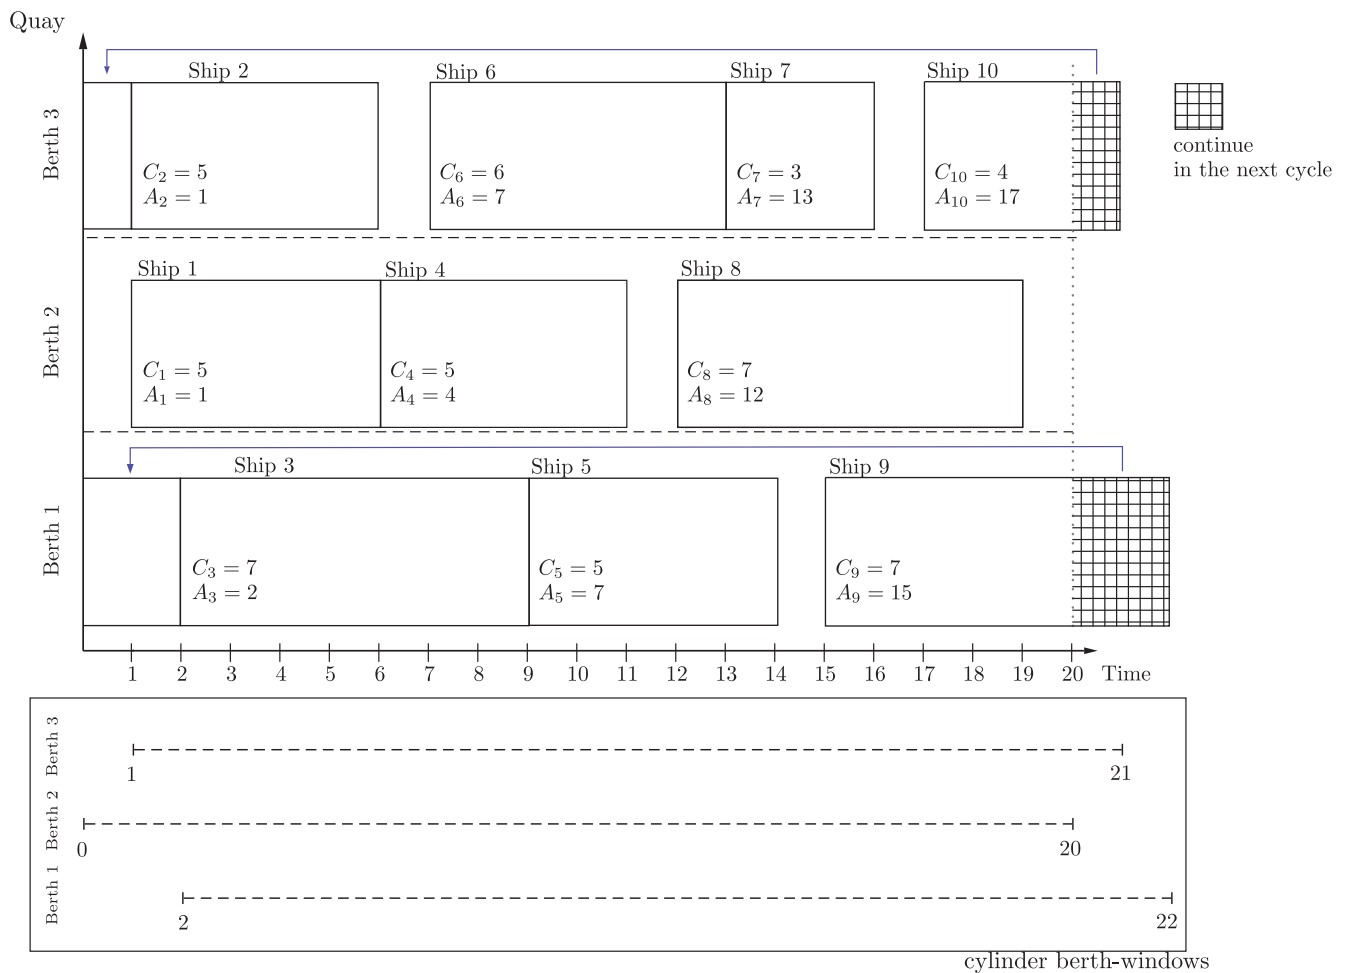 Quay
Ship 2
Ship 6
Ship 7
Ship 10
Berth 3
C₂ = 5
A₂ = 1
C₆ = 6
A₆ = 7
C₇ = 3
A₇ = 13
C₁₀ = 4
A₁₀ = 17
continue
in the next cycle
Ship 1
Ship 4
Ship 8
Berth 2
C₁ = 5
A₁ = 1
C₄ = 5
A₄ = 4
C₈ = 7
A₈ = 12
Ship 3
Ship 5
Ship 9
Berth 1
C₃ = 7
A₃ = 2
C₅ = 5
A₅ = 7
C₉ = 7
A₉ = 15
1 2 3 4 5 6 7 8 9 10 11 12 13 14 15 16 17 18 19 20 Time
Berth 3
1 21
Berth 2
0 20
Berth 1
2 22
cylinder berth-windows